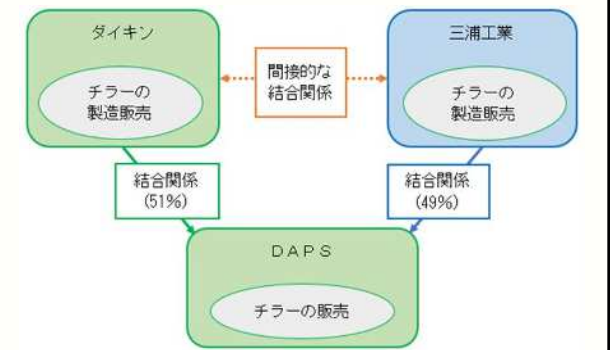 ダイキン
チラーの
製造販売
間接的な
結合関係
三浦工業
チラーの
製造販売
結合関係
(51%)
結合関係
(49%)
ＤＡＰＳ
チラーの販売